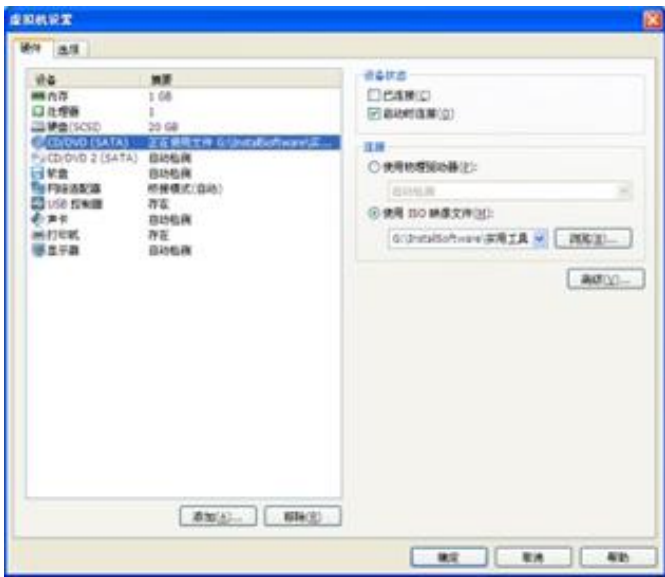 虚拟机设置
硬件 选项
设备 摘要
内存 1 GB
处理器 1
硬盘(SCSI) 20 GB
CD/DVD (SATA) 正在使用文件 G:\InstalSoftware\实...
CD/DVD 2 (SATA) 自动检测
软盘 自动检测
网络适配器 桥接模式(自动)
USB 控制器 存在
声卡 自动检测
打印机 存在
显示器 自动检测
添加(A)... 移除(R)
设备状态
已连接(C)
启动时连接(O)
连接
使用物理驱动器(P):
自动检测
使用 ISO 映像文件(M):
G:\InstalSoftware\实用工具 浏览(B)...
高级(V)...
确定 取消 帮助